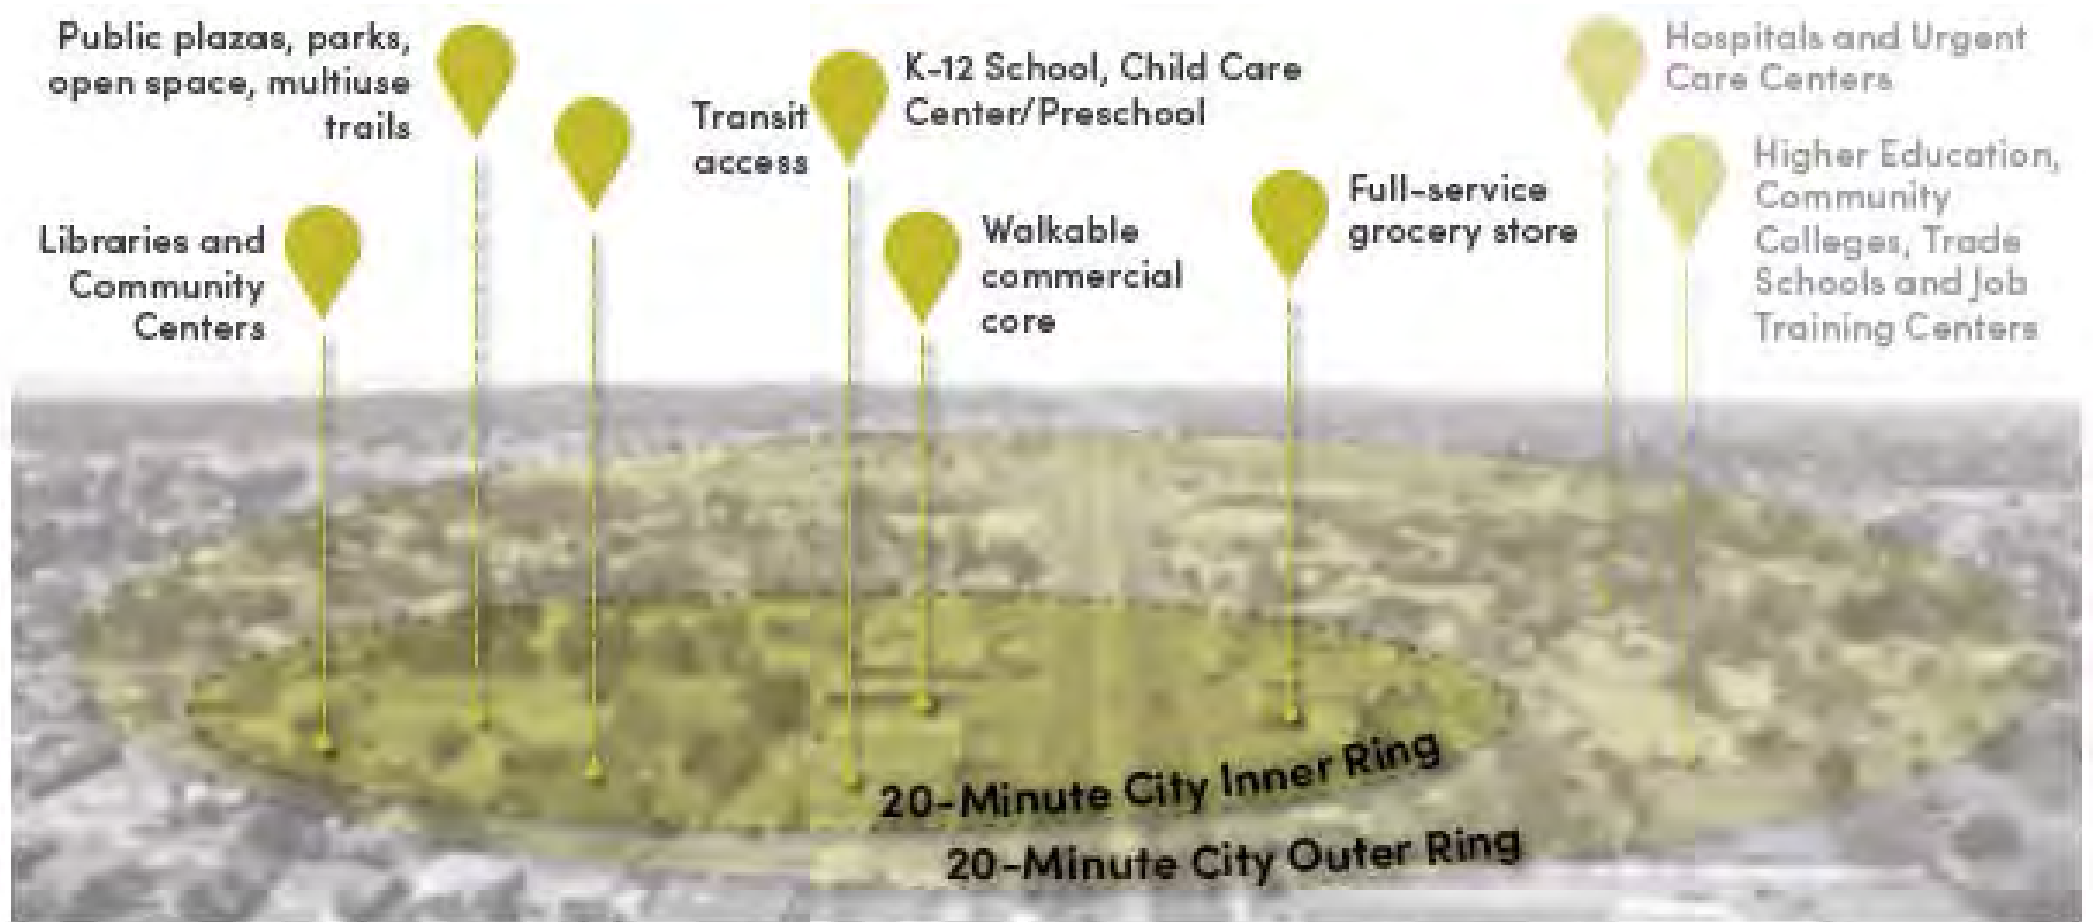 Public plazas, parks,
open space, multiuse
trails
Libraries and
Community
Centers
Transit
access
K-12 School, Child Care
Center/Preschool
Walkable
commercial
core
Full-service
grocery store
Hospitals and Urgent
Care Centers
Higher Education,
Community
Colleges, Trade
Schools and Job
Training Centers
20-Minute City Inner Ring
20-Minute City Outer Ring